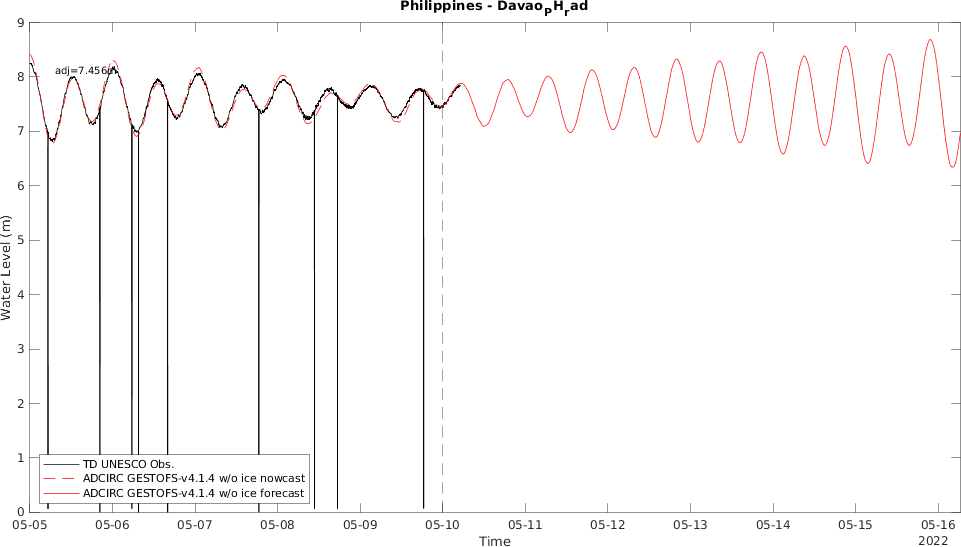 Philippines - DavaoPHrad
9
8
7
6
5
4
3
2
1
0
Water Level (m)
adj=7.456m
TD UNESCO Obs.
ADCIRC GESTOFS-v4.1.4 w/o ice nowcast
ADCIRC GESTOFS-v4.1.4 w/o ice forecast
05-05 05-06 05-07 05-08 05-09 05-10 05-11 05-12 05-13 05-14 05-15 05-16
Time
2022